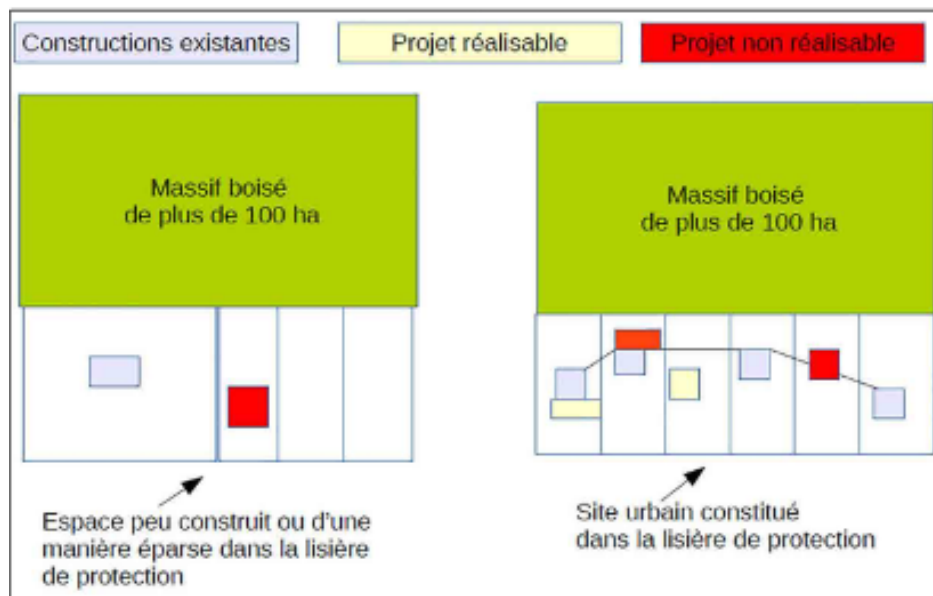 Constructions existantes
Projet réalisable
Projet non réalisable
Massif boisé
de plus de 100 ha
Massif boisé
de plus de 100 ha
Espace peu construit ou d'une
manière éparse dans la lisière
de protection
Site urbain constitué
dans la lisière de protection